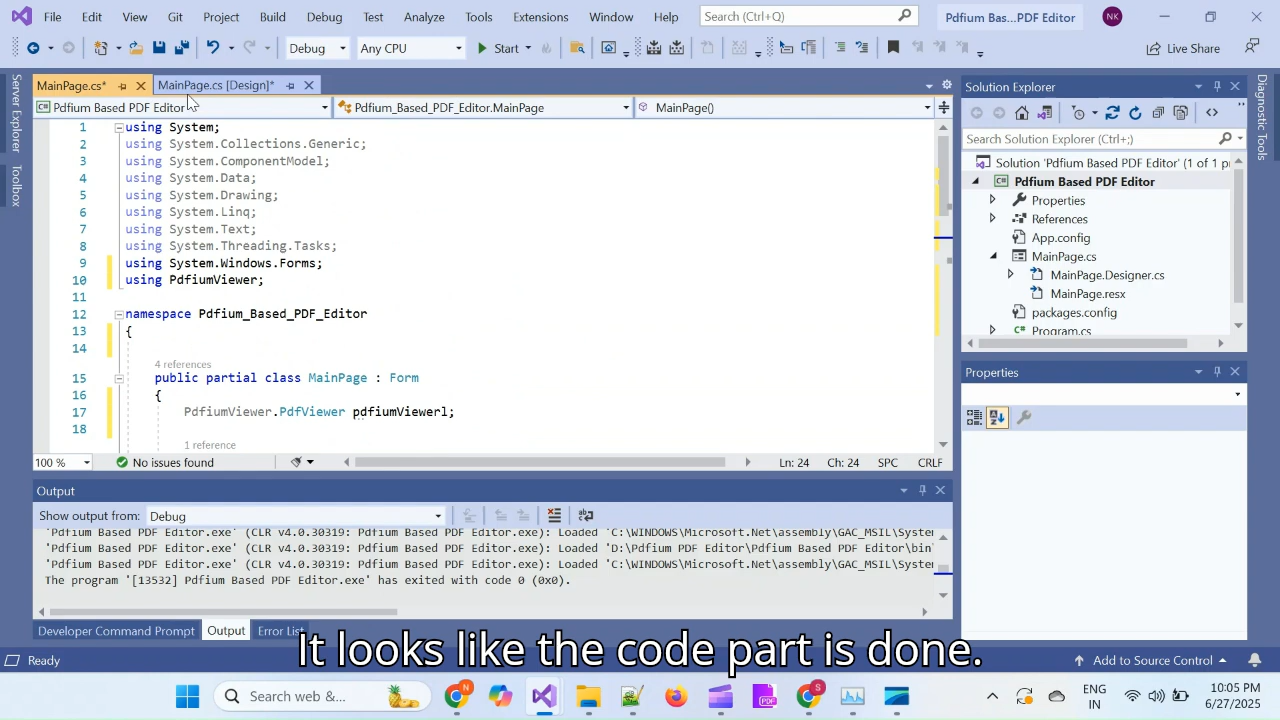 File Edit View Git Project Build Debug Test Analyze Tools Extensions Window Help Search (Ctrl+Q) Pdfium Bas...PDF Editor NK
Debug Any CPU Start Live Share
MainPage.cs* MainPage.cs [Design]*
Pdfium Based PDF Editor Pdfium_Based_PDF_Editor.MainPage MainPage()
Server Explorer
Toolbox
1 using System;
2 using System.Collections.Generic;
3 using System.ComponentModel;
4 using System.Data;
5 using System.Drawing;
6 using System.Linq;
7 using System.Text;
8 using System.Threading.Tasks;
9 using System.Windows.Forms;
10 using PdfiumViewer;
11
12 namespace Pdfium_Based_PDF_Editor
13 {
14
4 references
15 public partial class MainPage : Form
16 {
17 PdfiumViewer.PdfViewer pdfiumViewerl;
18
1 reference
100 % No issues found Ln: 24 Ch: 24 SPC CRLF
Solution Explorer
Search Solution Explorer (Ctrl+;)
Solution 'Pdfium Based PDF Editor' (1 of 1 pr
Pdfium Based PDF Editor
Properties
References
App.config
MainPage.cs
MainPage.Designer.cs
MainPage.resx
packages.config
Program.cs
Properties
Diagnostic Tools
Output
Show output from: Debug
'Pdfium Based PDF Editor.exe' (CLR v4.0.30319: Pdfium Based PDF Editor.exe): Loaded 'C:\WINDOWS\Microsoft.Net\assembly\GAC_MSIL\System
'Pdfium Based PDF Editor.exe' (CLR v4.0.30319: Pdfium Based PDF Editor.exe): Loaded 'D:\Pdfium PDF Editor\Pdfium Based PDF Editor\bin\
'Pdfium Based PDF Editor.exe' (CLR v4.0.30319: Pdfium Based PDF Editor.exe): Loaded 'C:\WINDOWS\Microsoft.Net\assembly\GAC_MSIL\System
The program '[13532] Pdfium Based PDF Editor.exe' has exited with code 0 (0x0).
Developer Command Prompt Output Error List
It looks like the code part is done.
Ready Add to Source Control
Search web &... ENG IN 10:05 PM 6/27/2025